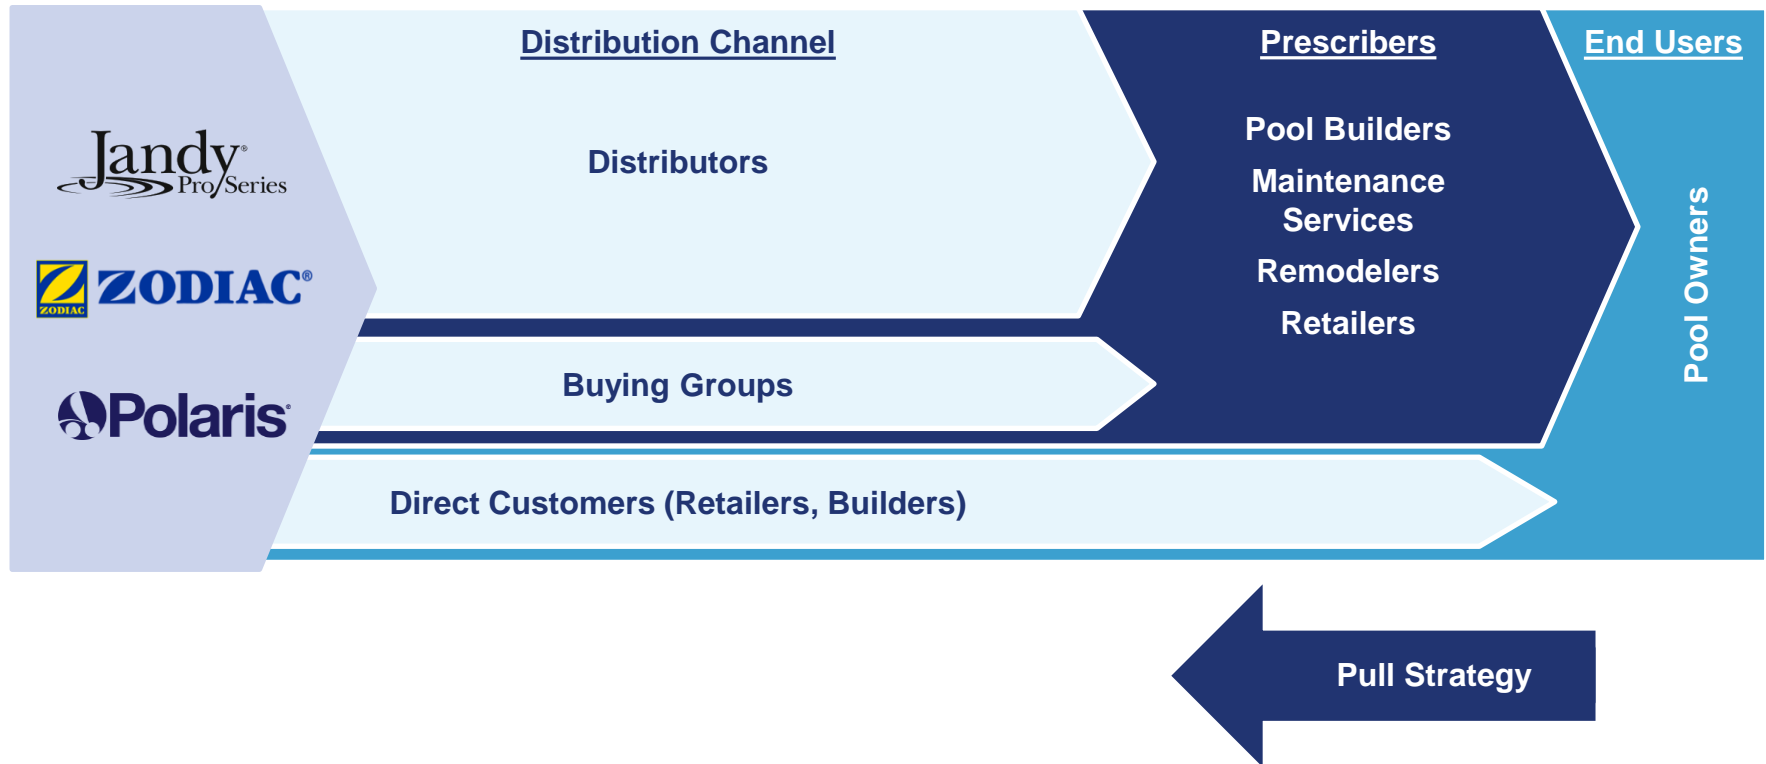 Distribution Channel
Prescribers
End Users
Jandy®
Pro Series
Distributors
Pool Builders
Maintenance
Services
Remodelers
Retailers
Pool Owners
ZODIAC
ZODIAC®
Buying Groups
Polaris®
Direct Customers (Retailers, Builders)
Pull Strategy